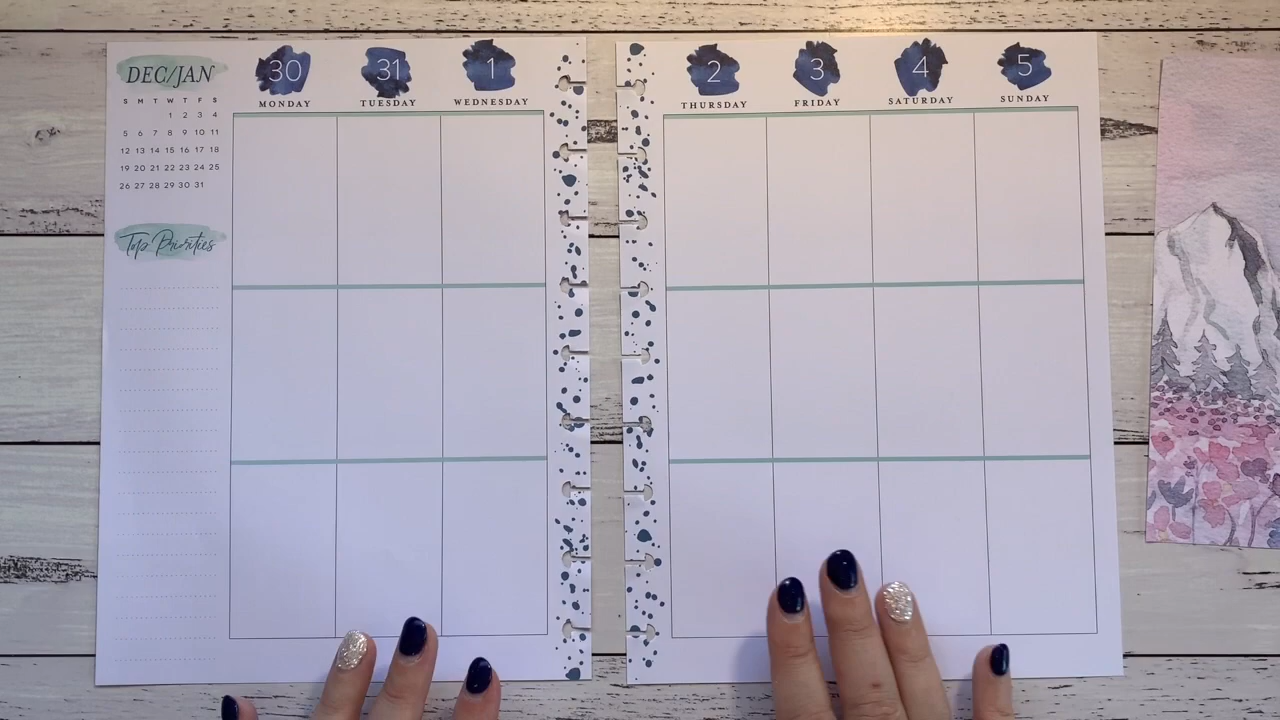 DEC/JAN
S M T W T F S
1 2 3 4
5 6 7 8 9 10 11
12 13 14 15 16 17 18
19 20 21 22 23 24 25
26 27 28 29 30 31
Top Priorities
30 31 1
MONDAY TUESDAY WEDNESDAY
2 3 4 5
THURSDAY FRIDAY SATURDAY SUNDAY